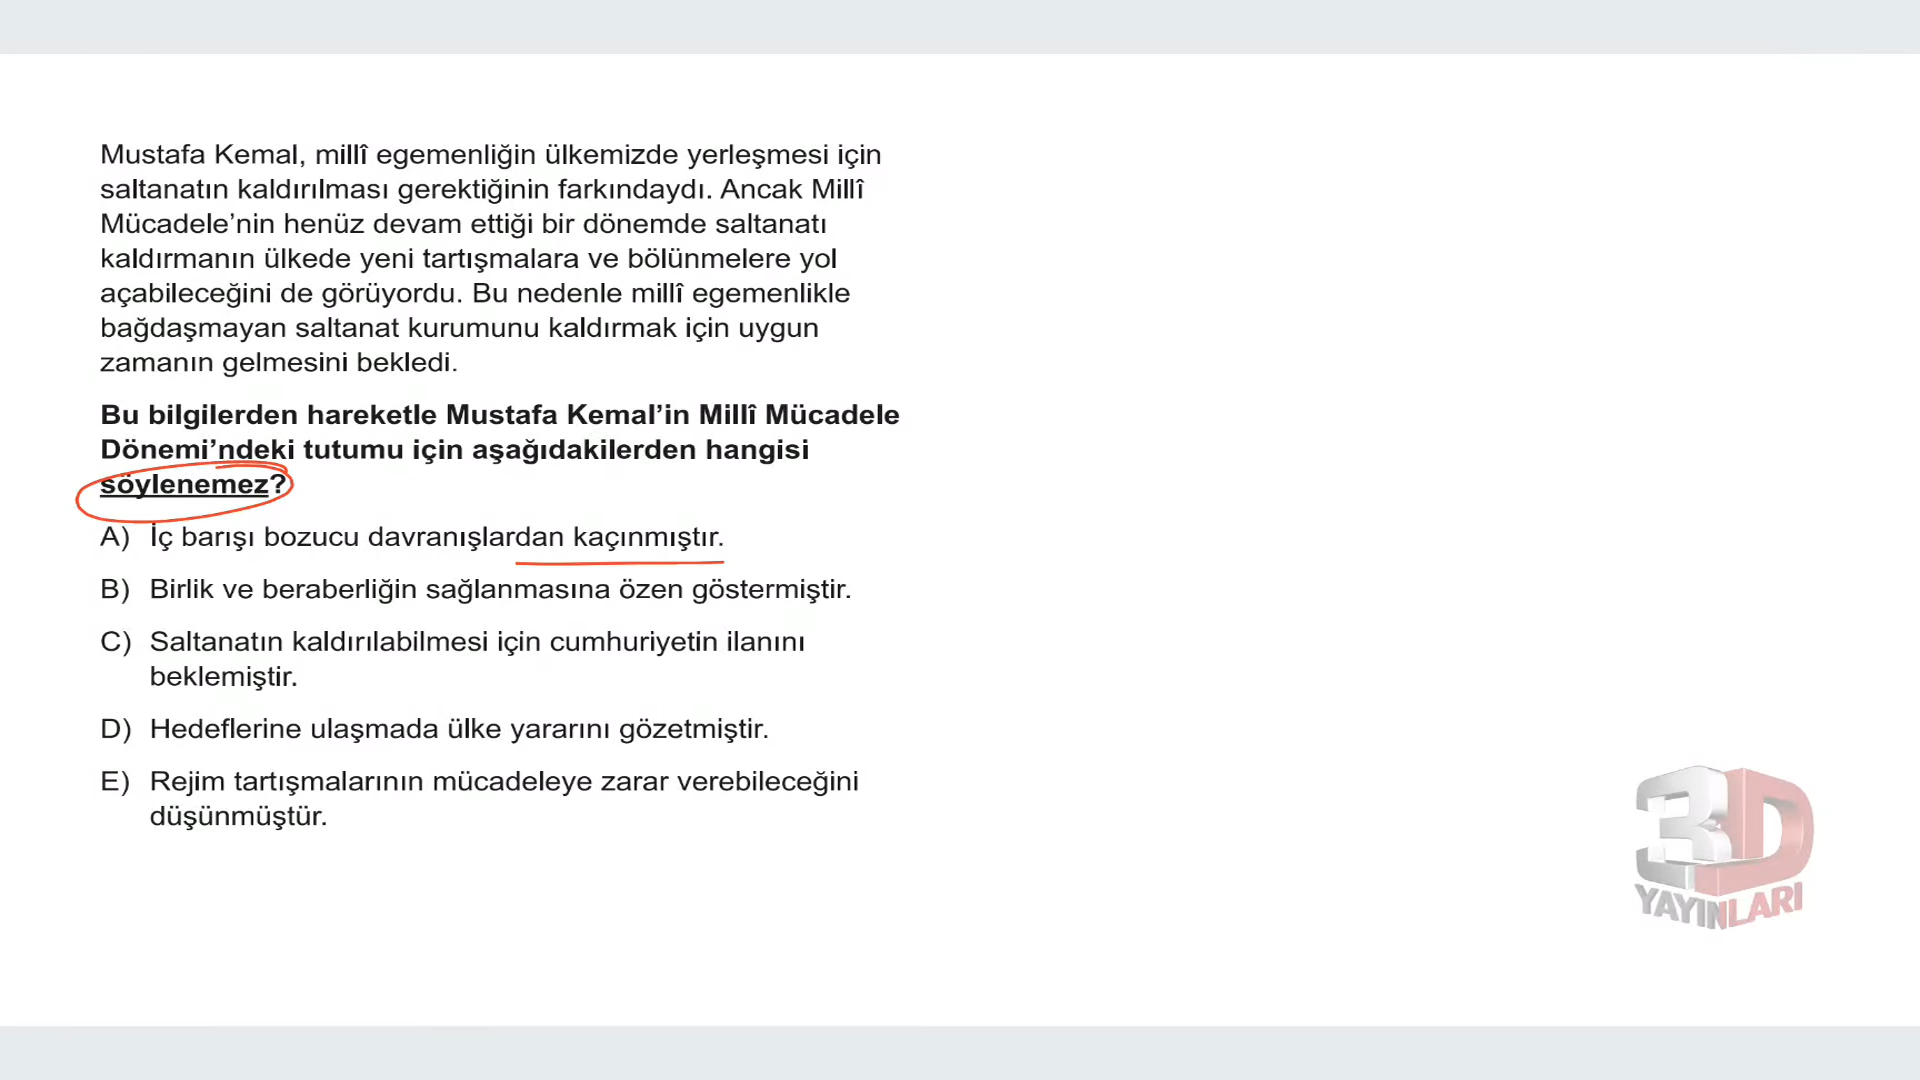 Mustafa Kemal, millî egemenliğin ülkemizde yerleşmesi için
saltanatın kaldırılması gerektiğinin farkındaydı. Ancak Millî
Mücadele’nin henüz devam ettiği bir dönemde saltanatı
kaldırmanın ülkede yeni tartışmalara ve bölünmelere yol
açabileceğini de görüyordu. Bu nedenle millî egemenlikle
bağdaşmayan saltanat kurumunu kaldırmak için uygun
zamanın gelmesini bekledi.
Bu bilgilerden hareketle Mustafa Kemal’in Millî Mücadele
Dönemi’ndeki tutumu için aşağıdakilerden hangisi
söylenemez?
A) İç barışı bozucu davranışlardan kaçınmıştır.
B) Birlik ve beraberliğin sağlanmasına özen göstermiştir.
C) Saltanatın kaldırılabilmesi için cumhuriyetin ilanını
beklemiştir.
D) Hedeflerine ulaşmada ülke yararını gözetmiştir.
E) Rejim tartışmalarının mücadeleye zarar verebileceğini
düşünmüştür.
3D
YAYINLARI